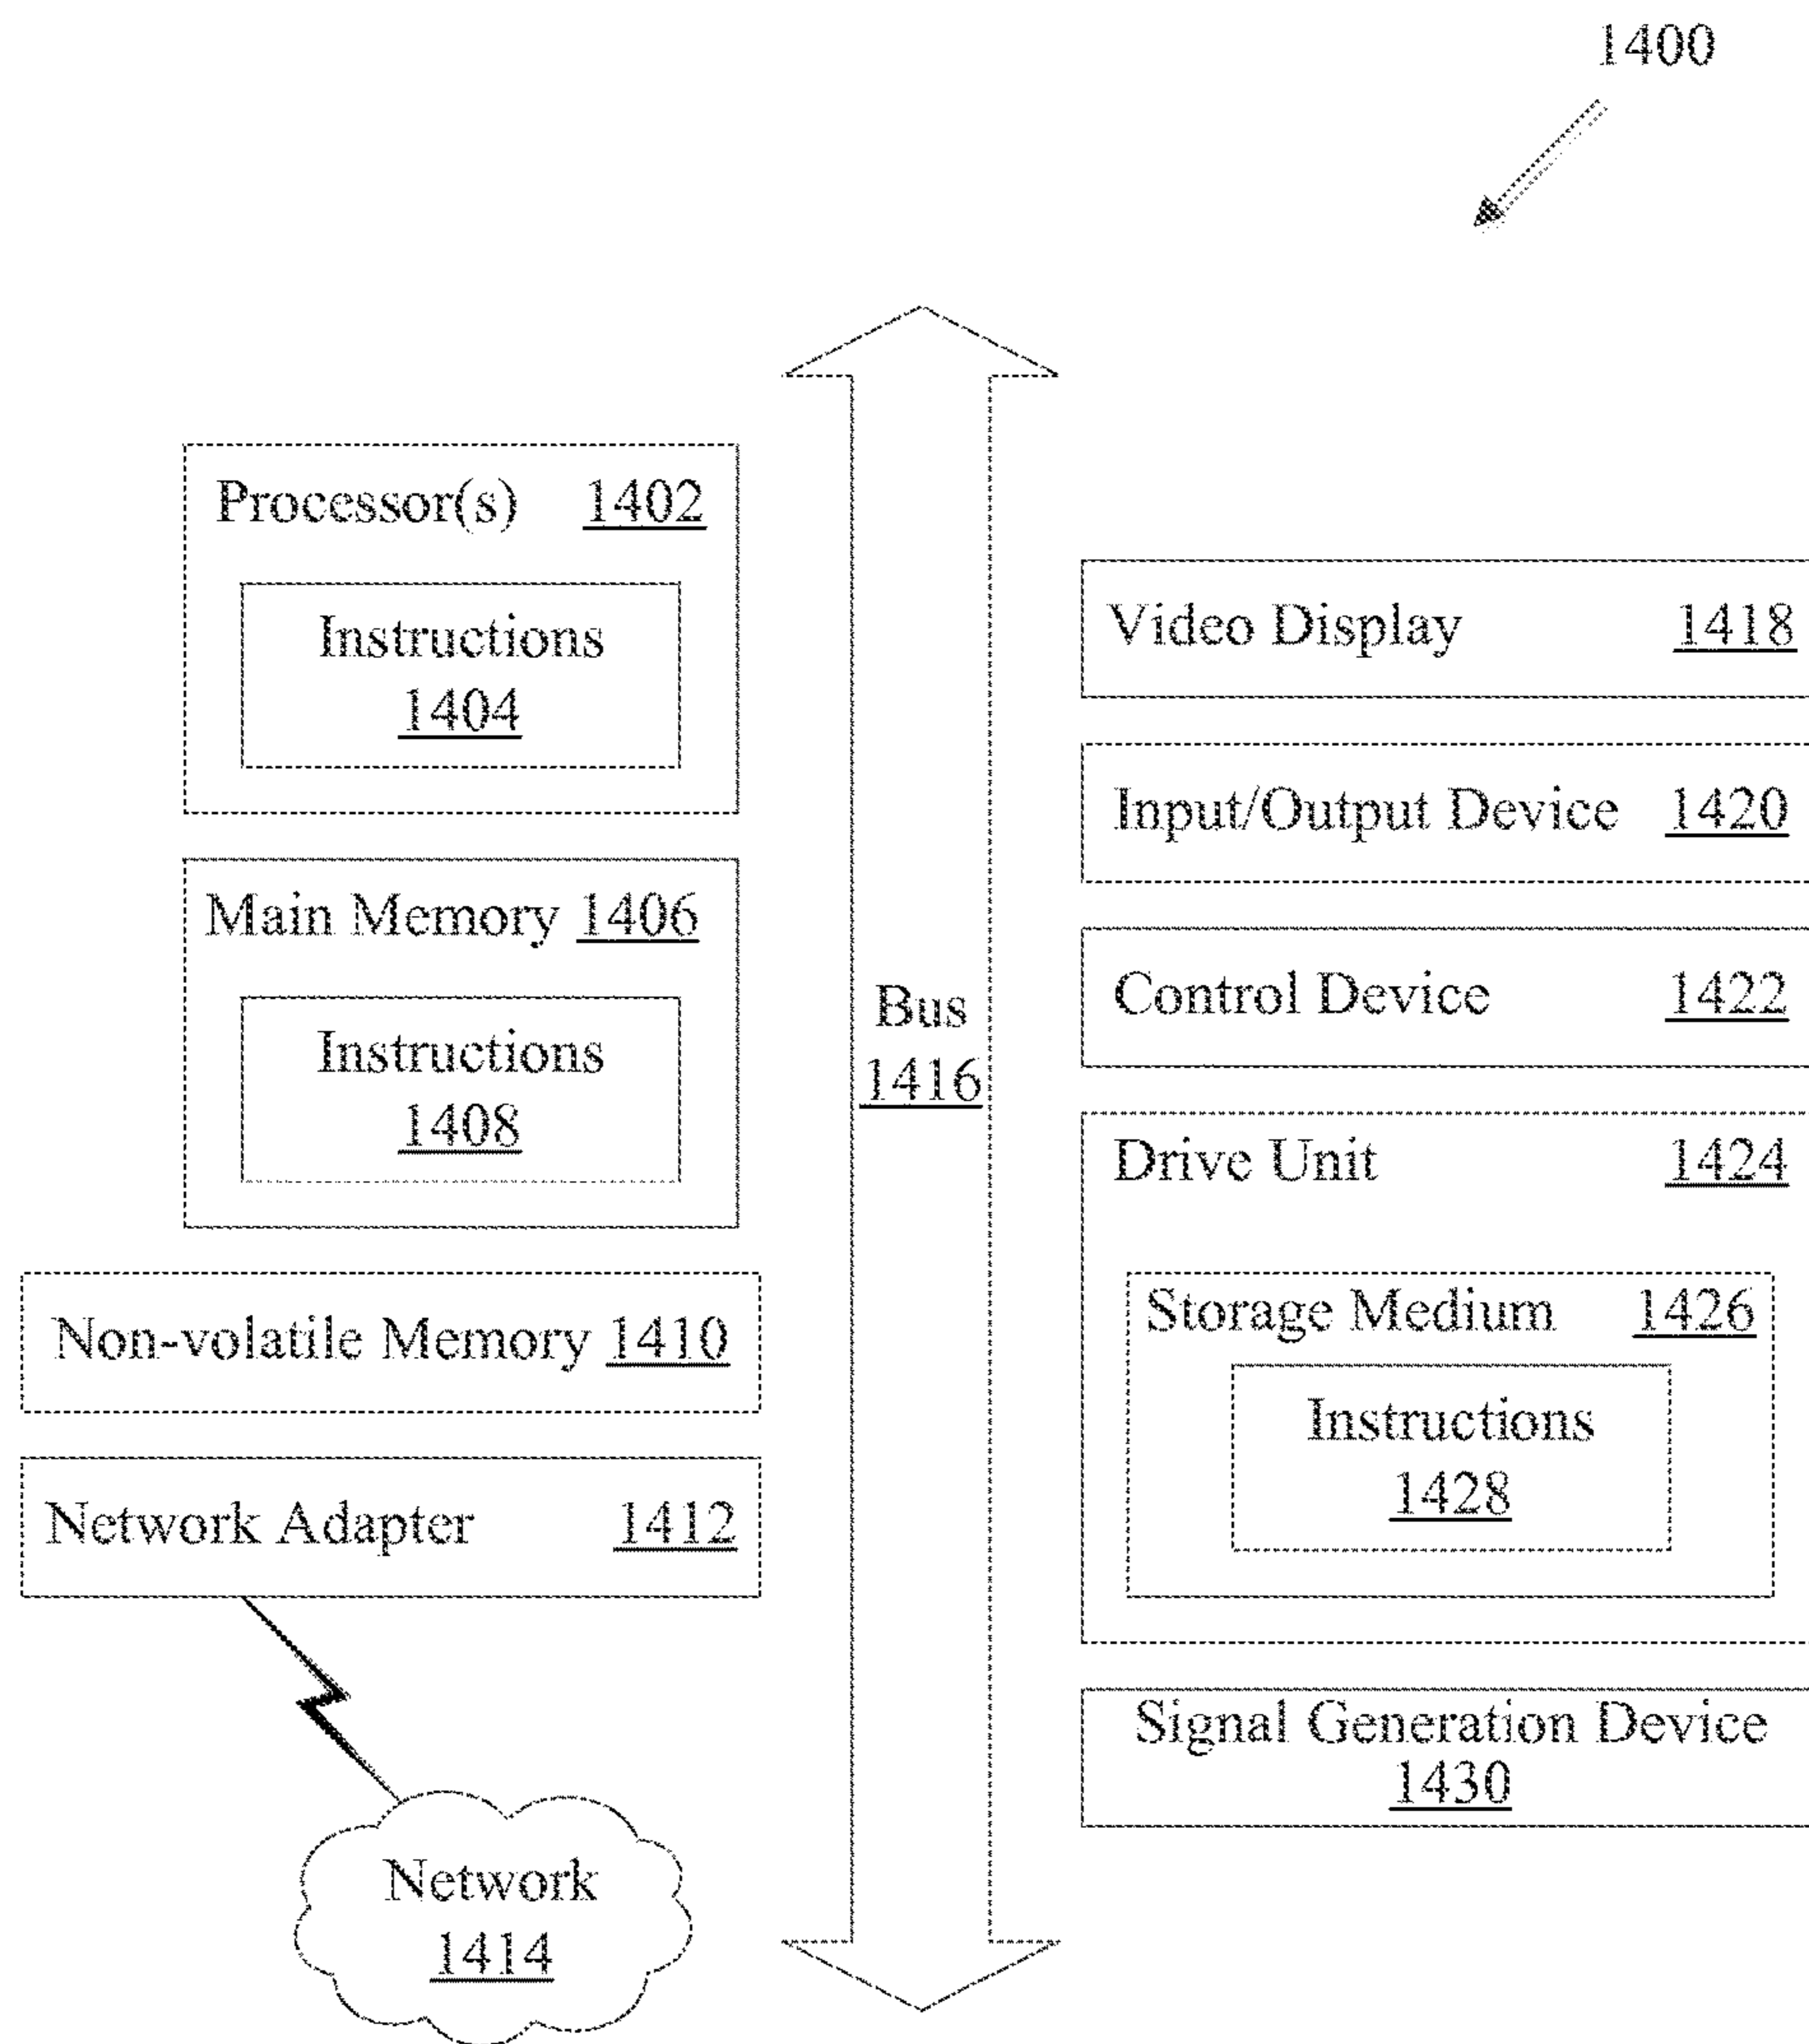 1400
Processor(s) 1402
Instructions
1404
Main Memory 1406
Instructions
1408
Non-volatile Memory 1410
Network Adapter 1412
Network
1414
Bus
1416
Video Display 1418
Input/Output Device 1420
Control Device 1422
Drive Unit 1424
Storage Medium 1426
Instructions
1428
Signal Generation Device
1430